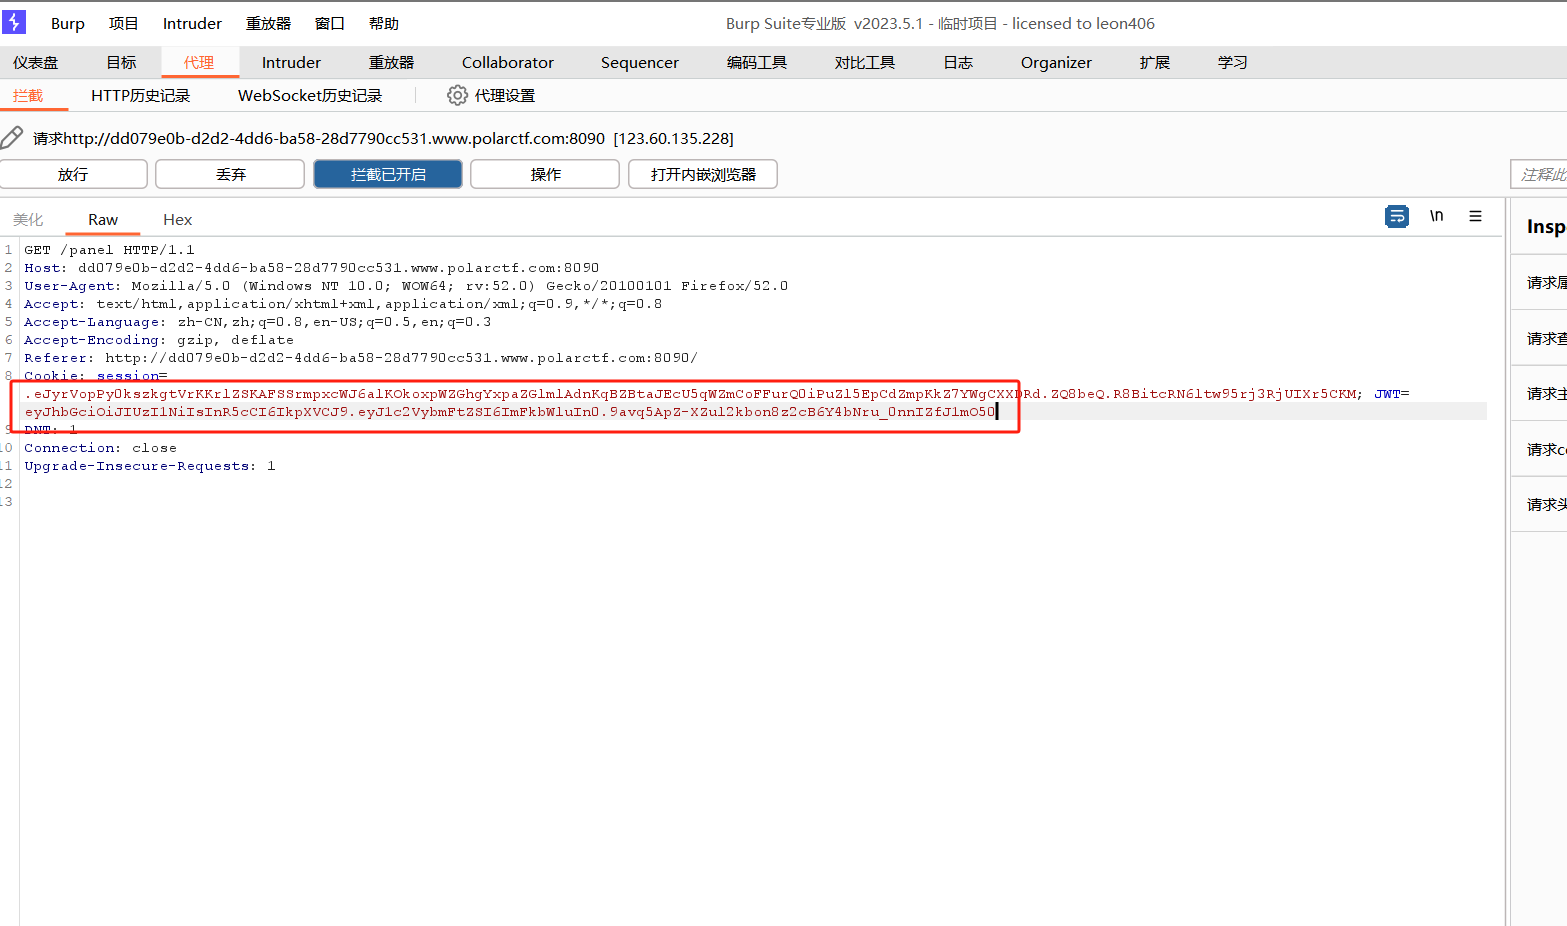 Burp 项目 Intruder 重放器 窗口 帮助 Burp Suite专业版 v2023.5.1 - 临时项目 - licensed to leon406
仪表盘 目标 代理 Intruder 重放器 Collaborator Sequencer 编码工具 对比工具 日志 Organizer 扩展 学习
拦截 HTTP历史记录 WebSocket历史记录 代理设置
请求http://dd079e0b-d2d2-4dd6-ba58-28d7790cc531.www.polarctf.com:8090 [123.60.135.228]
放行 丢弃 拦截已开启 操作 打开内嵌浏览器 注释此
美化 Raw Hex \n
Insp
1 GET /panel HTTP/1.1
2 Host: dd079e0b-d2d2-4dd6-ba58-28d7790cc531.www.polarctf.com:8090
3 User-Agent: Mozilla/5.0 (Windows NT 10.0; WOW64; rv:52.0) Gecko/20100101 Firefox/52.0
4 Accept: text/html,application/xhtml+xml,application/xml;q=0.9,*/*;q=0.8
5 Accept-Language: zh-CN,zh;q=0.8,en-US;q=0.5,en;q=0.3
6 Accept-Encoding: gzip, deflate
7 Referer: http://dd079e0b-d2d2-4dd6-ba58-28d7790cc531.www.polarctf.com:8090/
8 Cookie: session=
.eJyrVopPy0kszkgtVrKKrlZSKAFSSrmpxcWJ6alKOkoxpWZGhgYxpaZGlmlAdnKqBZBtaJEcU5qWZmCoFFurQ0iPuZl5EpCdZmpKkZ7YWgCXXDRd.ZQ8beQ.R8BitcRN6ltw95rj3RjUIXr5CKM; JWT=
eyJhbGciOiJIUzI1NiIsInR5cCI6IkpXVCJ9.eyJ1c2VybmFtZSI6ImFkbWluIn0.9avq5ApZ-XZul2kbon8z2cB6Y4bNru_0nnIZfJ1mO50
9 DNT: 1
10 Connection: close
11 Upgrade-Insecure-Requests: 1
12
13
请求属
请求查
请求主
请求co
请求头